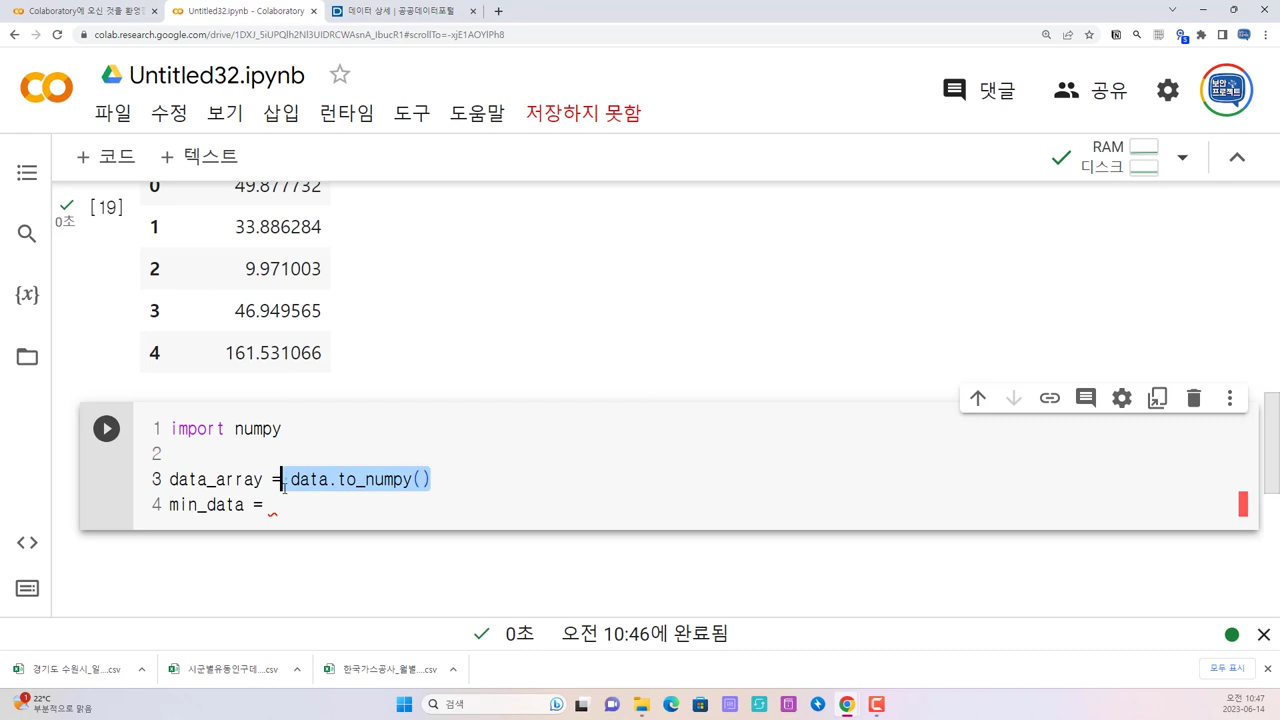 Colaboratory에 오신 것을 환영합
Untitled32.ipynb - Colaboratory
데이터 상세 | 공공데이터포털
colab.research.google.com/drive/1DXJ_5iUPQlh2Nl3UIDRCWAsnA_lbucR1#scrollTo=-xjE1AOYlPh8
Untitled32.ipynb
파일 수정 보기 삽입 런타임 도구 도움말 저장하지 못함
댓글 공유
보안
프로젝트
+ 코드 + 텍스트
RAM
디스크
0 49.877732
[19]
0초
1 33.886284
2 9.971003
3 46.949565
4 161.531066
{x}
1 import numpy
2
3 data_array = data.to_numpy()
4 min_data =
0초 오전 10:46에 완료됨
경기도 수원시_일....csv
시군별유동인구데....csv
한국가스공사_월별....csv
모두 표시
22°C
부분적으로 맑음
검색
오전 10:47
2023-06-14